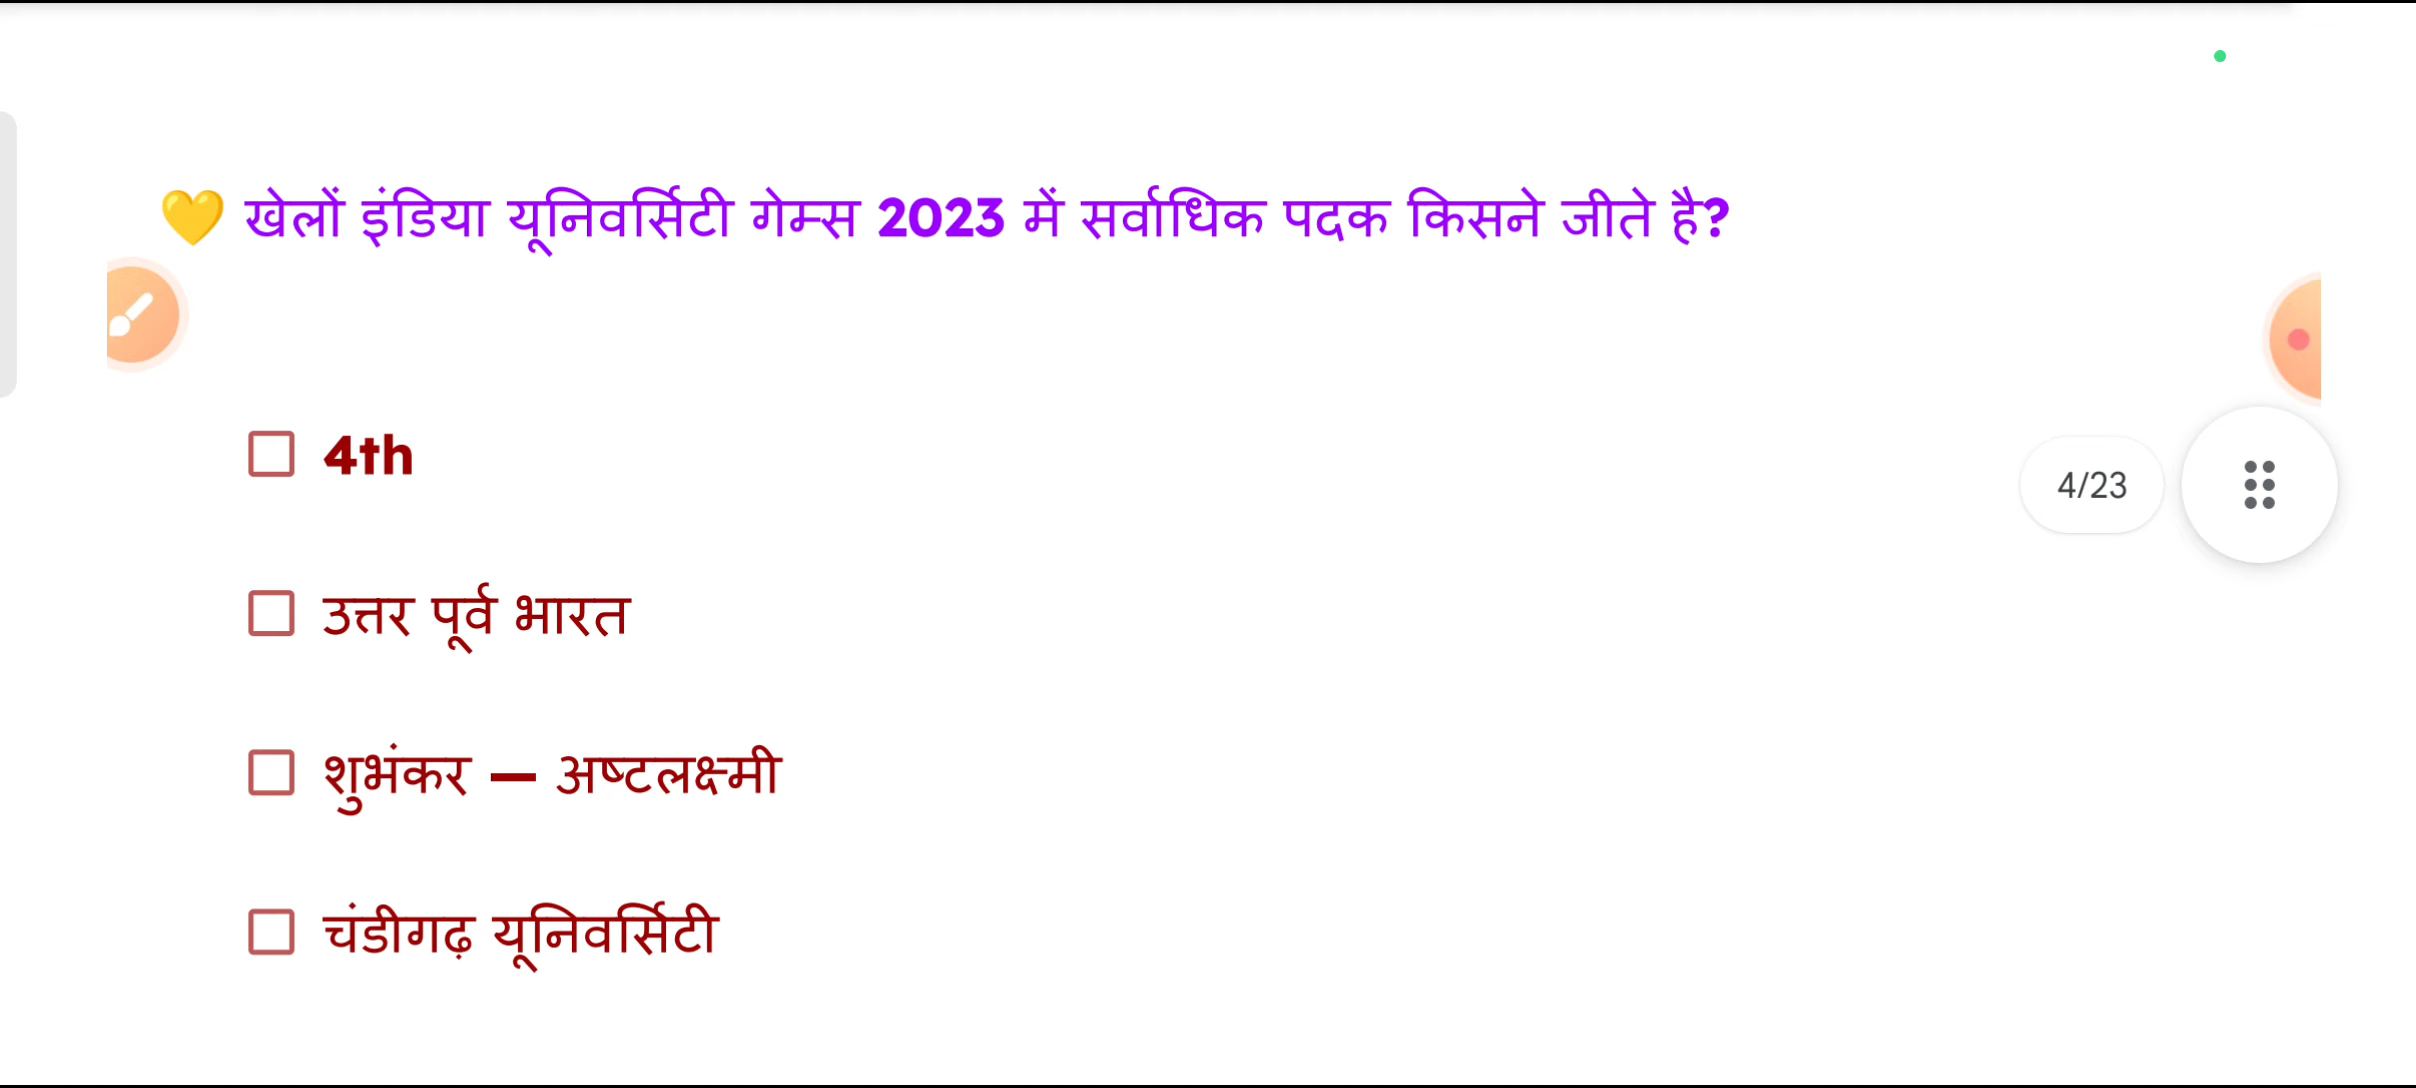 💛 खेलों इंडिया यूनिवर्सिटी गेम्स 2023 में सर्वाधिक पदक किसने जीते है?
4th
4/23
उत्तर पूर्व भारत
शुभंकर — अष्टलक्ष्मी
चंडीगढ़ यूनिवर्सिटी